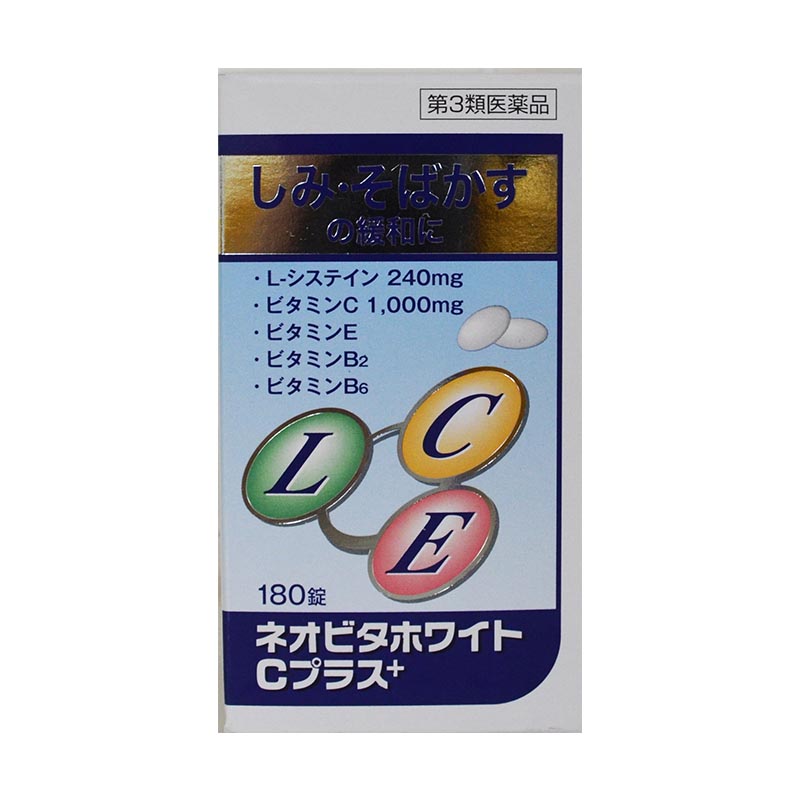 第3類医薬品
しみ・そばかす
の緩和に
・L-システイン 240mg
・ビタミンC 1,000mg
・ビタミンE
・ビタミンB2
・ビタミンB6
C
L
E
180錠
ネオビタホワイト
Cプラス+